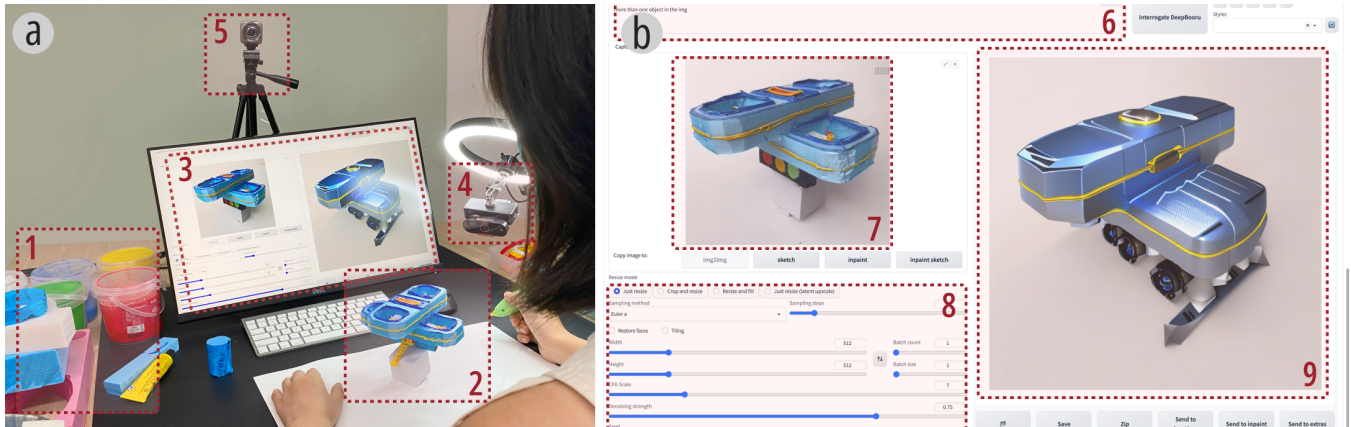 a
5
3
4
1
2
DELL
b
more than one object in the img
6
Interrogate DeepBooru
Styles
7
Copy image to:
img2img
sketch
inpaint
inpaint sketch
Resize mode
Just resize
Crop and resize
Resize and fill
Just resize (latent upscale)
8
Sampling method
Sampling steps
Euler a
Restore faces
Tiling
Width
512
Batch count
1
Height
512
Batch size
1
CFG Scale
7
Denoising strength
0.75
Seed
9
Save
Zip
Send to
Send to inpaint
Send to extras